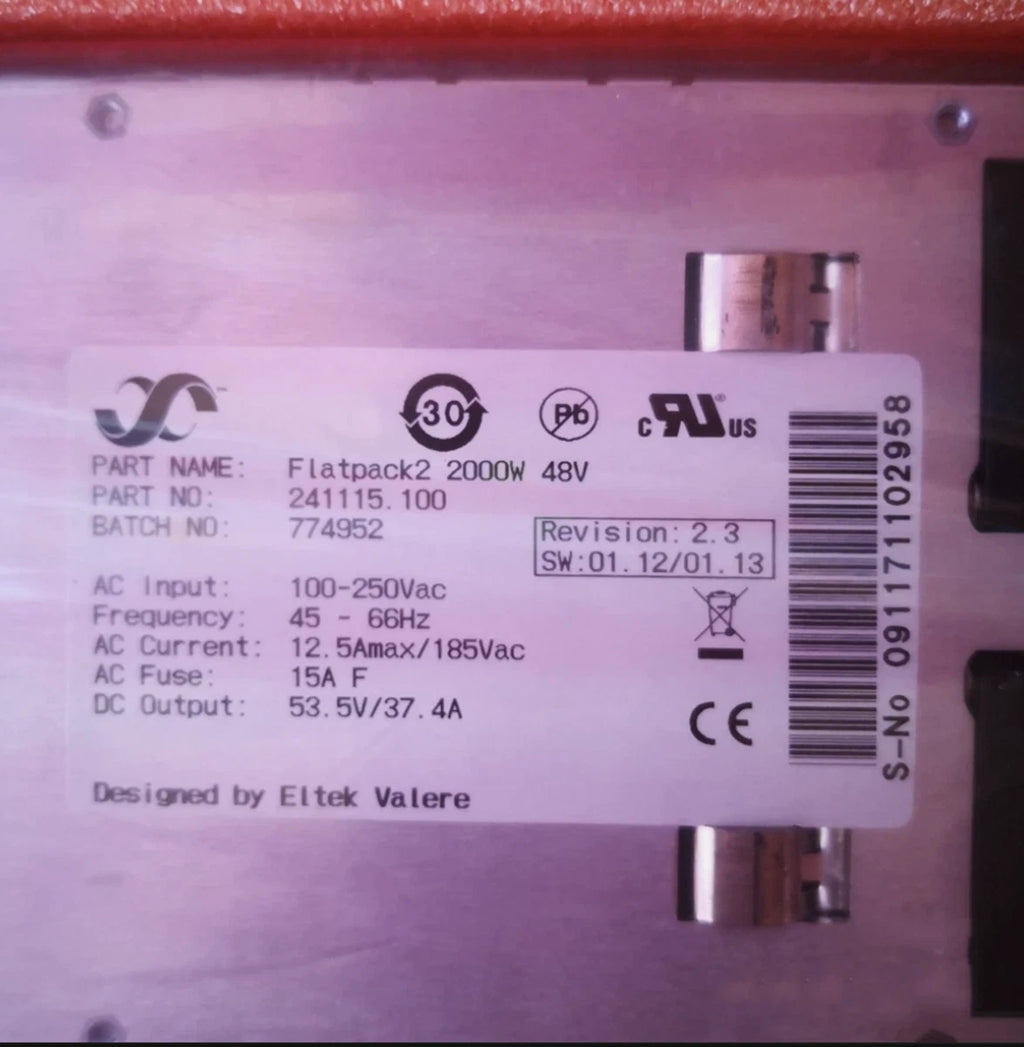 30
Pb
c RU US
PART NAME: Flatpack2 2000W 48V
PART NO: 241115.100
BATCH NO: 774952
Revision: 2.3
SW:01.12/01.13
AC Input: 100-250Vac
Frequency: 45 - 66Hz
AC Current: 12.5Amax/185Vac
AC Fuse: 15A F
DC Output: 53.5V/37.4A
CE
Designed by Eltek Valere
S-No 091171102958